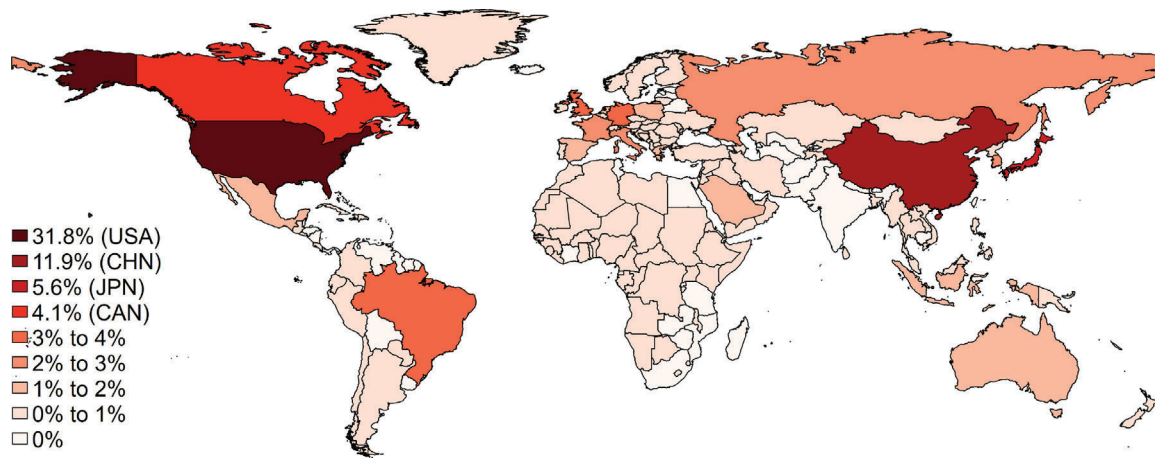 31.8% (USA)
11.9% (CHN)
5.6% (JPN)
4.1% (CAN)
3% to 4%
2% to 3%
1% to 2%
0% to 1%
0%